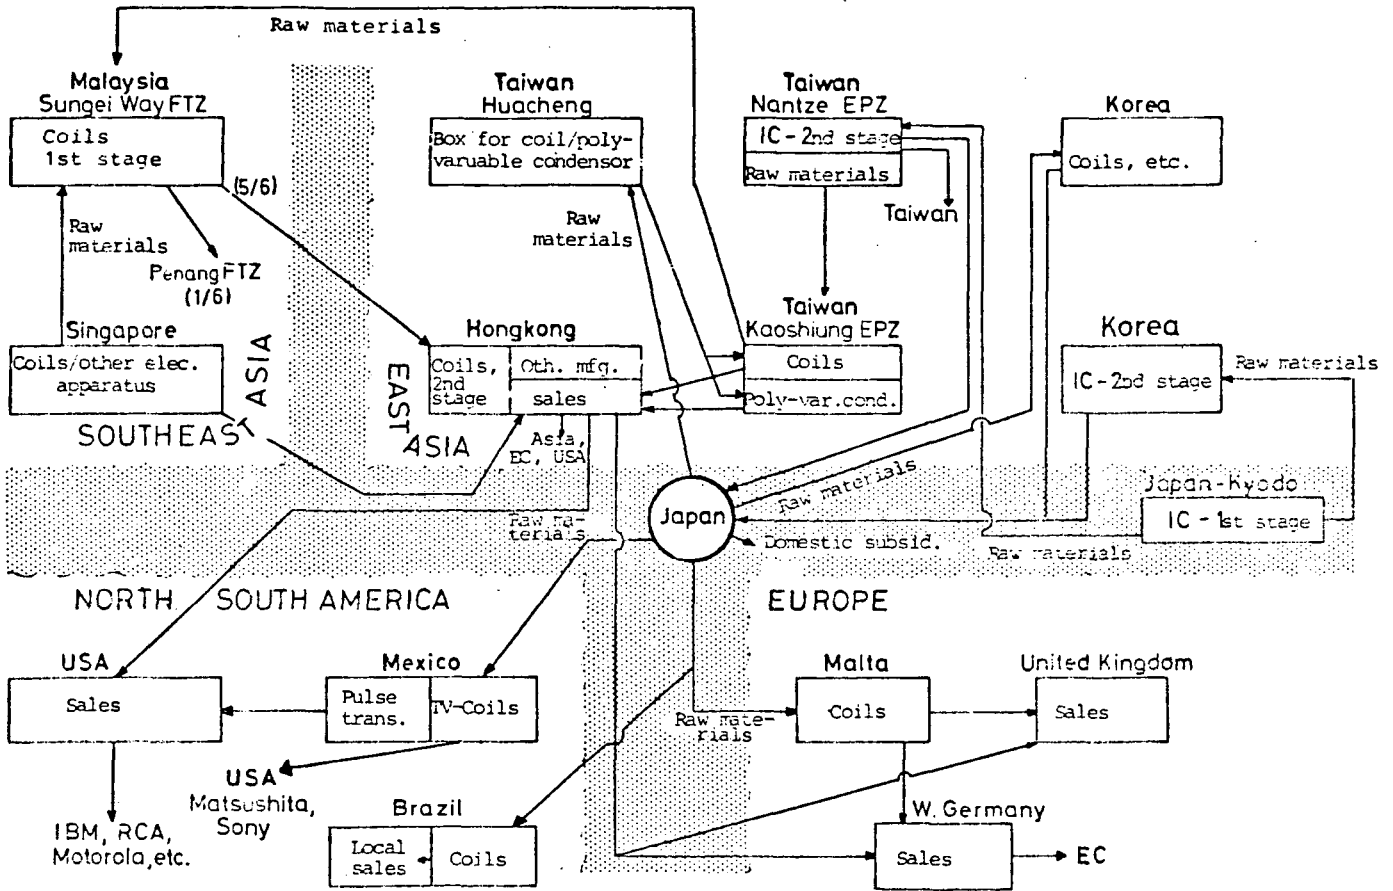 Raw materials
Malaysia
Sungei Way FTZ
Coils
1st stage
Taiwan
Huacheng
Box for coil/poly-
varuable condensor
Taiwan
Nantze EPZ
IC-2nd stage
Raw materials
Korea
Coils, etc.
(5/6)
Raw
materials
Penang FTZ
(1/6)
Raw
materials
Taiwan
Singapore
Coils/other elec.
apparatus
Hongkong
Coils,
2nd
stage
Oth. mfg.
sales
Taiwan
Kaoshiung EPZ
Coils
Poly-var.cond.
Korea
IC-2nd stage
Raw materials
SOUTHEAST ASIA
EAST ASIA
Asia,
EC, USA
Raw materials
Japan-Kyodo
IC-1st stage
Raw ma-
terials
Japan
Domestic subsid.
Raw materials
NORTH SOUTH AMERICA
EUROPE
USA
Sales
Mexico
Pulse
trans.
TV-Coils
Malta
Coils
United Kingdom
Sales
Raw mate-
rials
USA
Matsushita,
Sony
IBM, RCA,
Motorola, etc.
Brazil
Local
sales
Coils
W. Germany
Sales
EC